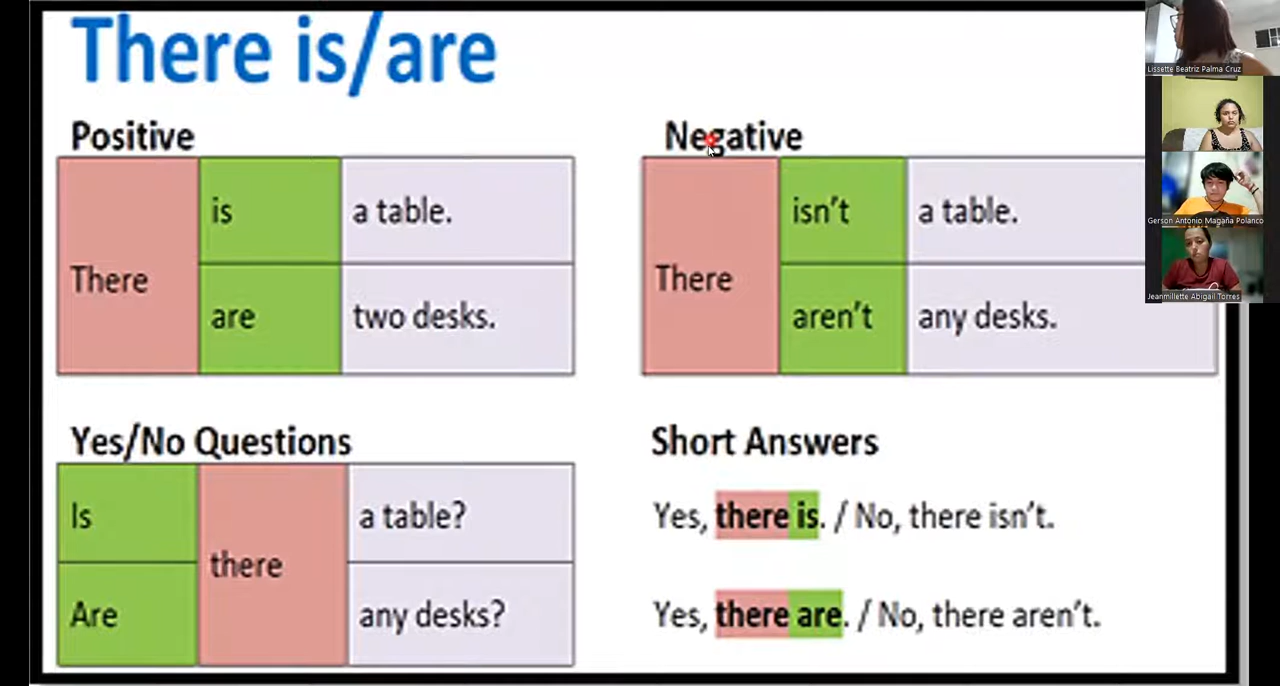 There is/are
Positive
There
is
a table.
are
two desks.
Negative
There
isn't
a table.
aren't
any desks.
Yes/No Questions
Is
there
a table?
Are
any desks?
Short Answers
Yes, there is. / No, there isn't.
Yes, there are. / No, there aren't.
Lissette Beatriz Palma Cruz
Gerson Antonio Magaña Polanco
Jeanmillette Abigail Torres